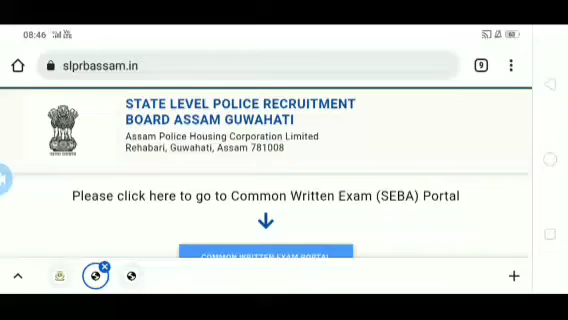 08:46
slprbassam.in
9
STATE LEVEL POLICE RECRUITMENT
BOARD ASSAM GUWAHATI
Assam Police Housing Corporation Limited
Rehabari, Guwahati, Assam 781008
Please click here to go to Common Written Exam (SEBA) Portal
COMMON WRITTEN EXAM PORTAL